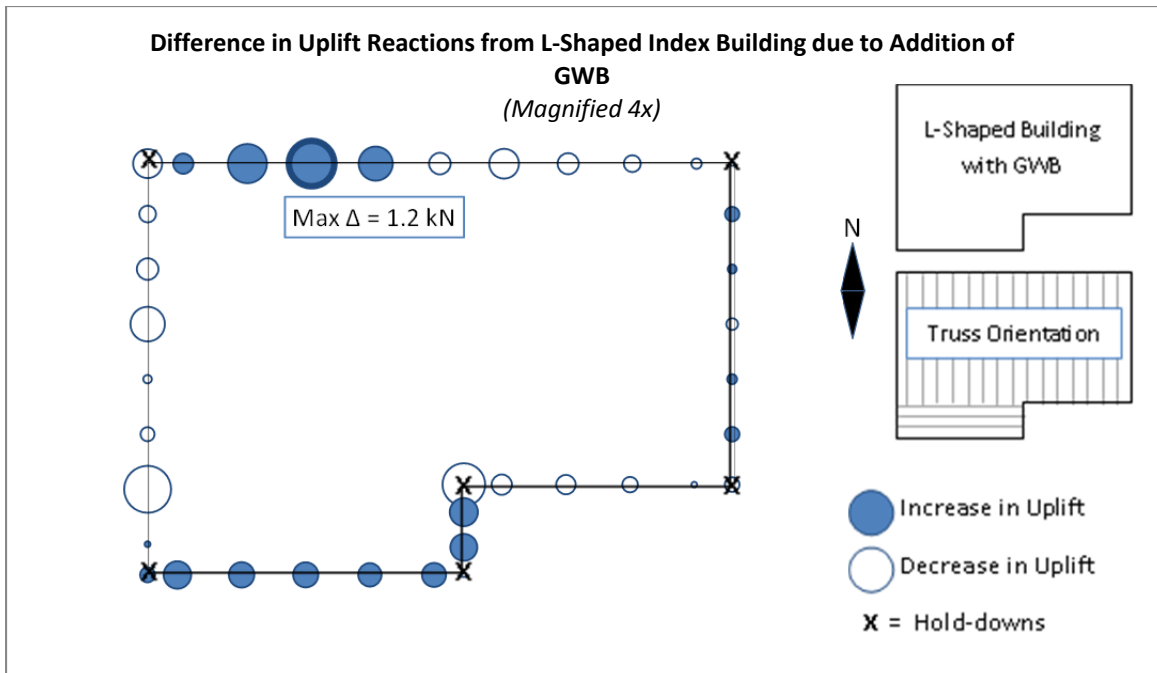 Difference in Uplift Reactions from L-Shaped Index Building due to Addition of
GWB
(Magnified 4x)
L-Shaped Building
with GWB
X
X
Max Δ = 1.2 kN
N
Truss Orientation
X
X
Increase in Uplift
X
X
Decrease in Uplift
X = Hold-downs